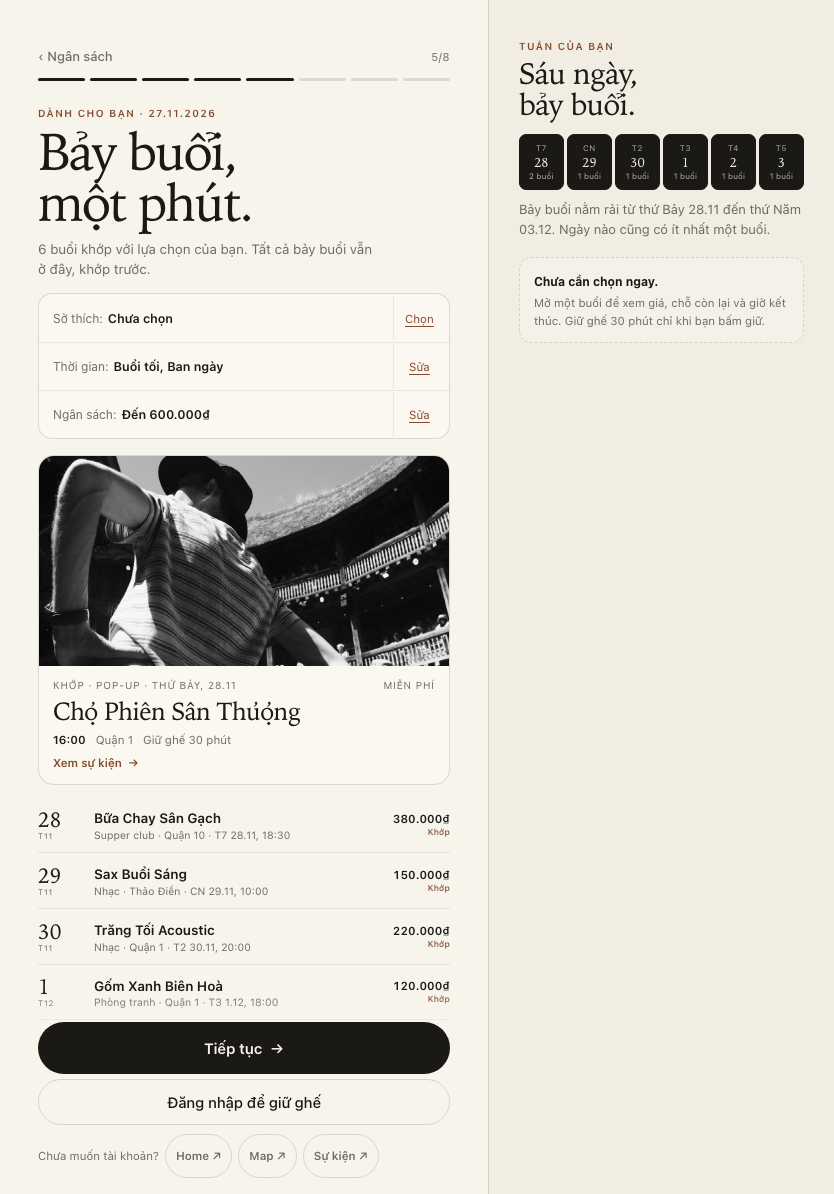 ‹ Ngân sách
5/8
DÀNH CHO BẠN · 27.11.2026
Bảy buổi,
một phút.
6 buổi khớp với lựa chọn của bạn. Tất cả bảy buổi vẫn
ở đây, khớp trước.
Sở thích: Chưa chọn
Chọn
Thời gian: Buổi tối, Ban ngày
Sửa
Ngân sách: Đến 600.000₫
Sửa
KHỚP · POP-UP · THỨ BẢY, 28.11
MIỄN PHÍ
Chợ Phiên Sân Thượng
16:00 Quận 1 Giữ ghế 30 phút
Xem sự kiện →
28
T11
Bữa Chay Sân Gạch
Supper club · Quận 10 · T7 28.11, 18:30
380.000₫
Khớp
29
T11
Sax Buổi Sáng
Nhạc · Thảo Điền · CN 29.11, 10:00
150.000₫
Khớp
30
T11
Trăng Tối Acoustic
Nhạc · Quận 1 · T2 30.11, 20:00
220.000₫
Khớp
1
T12
Gốm Xanh Biên Hoà
Phòng tranh · Quận 1 · T3 1.12, 18:00
120.000₫
Khớp
Tiếp tục →
Đăng nhập để giữ ghế
Chưa muốn tài khoản? Home ↗ Map ↗ Sự kiện ↗
TUẦN CỦA BẠN
Sáu ngày,
bảy buổi.
T7 CN T2 T3 T4 T5
28 29 30 1 2 3
2 buổi 1 buổi 1 buổi 1 buổi 1 buổi 1 buổi
Bảy buổi nằm rải từ thứ Bảy 28.11 đến thứ Năm
03.12. Ngày nào cũng có ít nhất một buổi.
Chưa cần chọn ngay.
Mở một buổi để xem giá, chỗ còn lại và giờ kết
thúc. Giữ ghế 30 phút chỉ khi bạn bấm giữ.